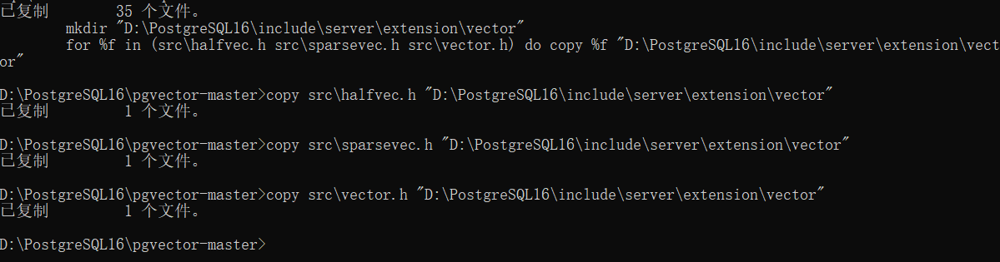 已复制         35 个文件。
        mkdir "D:\PostgreSQL16\include\server\extension\vector"
        for %f in (src\halfvec.h src\sparsevec.h src\vector.h) do copy %f "D:\PostgreSQL16\include\server\extension\vect
or"
D:\PostgreSQL16\pgvector-master>copy src\halfvec.h "D:\PostgreSQL16\include\server\extension\vector"
已复制         1 个文件。
D:\PostgreSQL16\pgvector-master>copy src\sparsevec.h "D:\PostgreSQL16\include\server\extension\vector"
已复制         1 个文件。
D:\PostgreSQL16\pgvector-master>copy src\vector.h "D:\PostgreSQL16\include\server\extension\vector"
已复制         1 个文件。
D:\PostgreSQL16\pgvector-master>